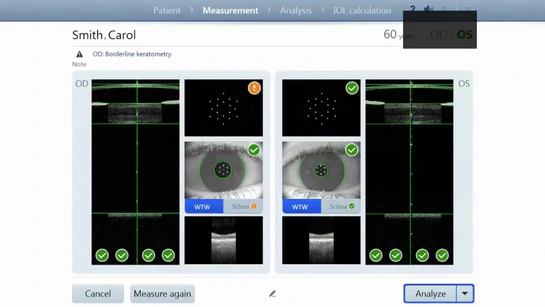 Patient Measurement Analysis IOL calculation ?
Smith, Carol 60 years OD OS
OD: Borderline keratometry.
Note
OD OS
WTW Sclera WTW Sclera
Cancel Measure again Analyze